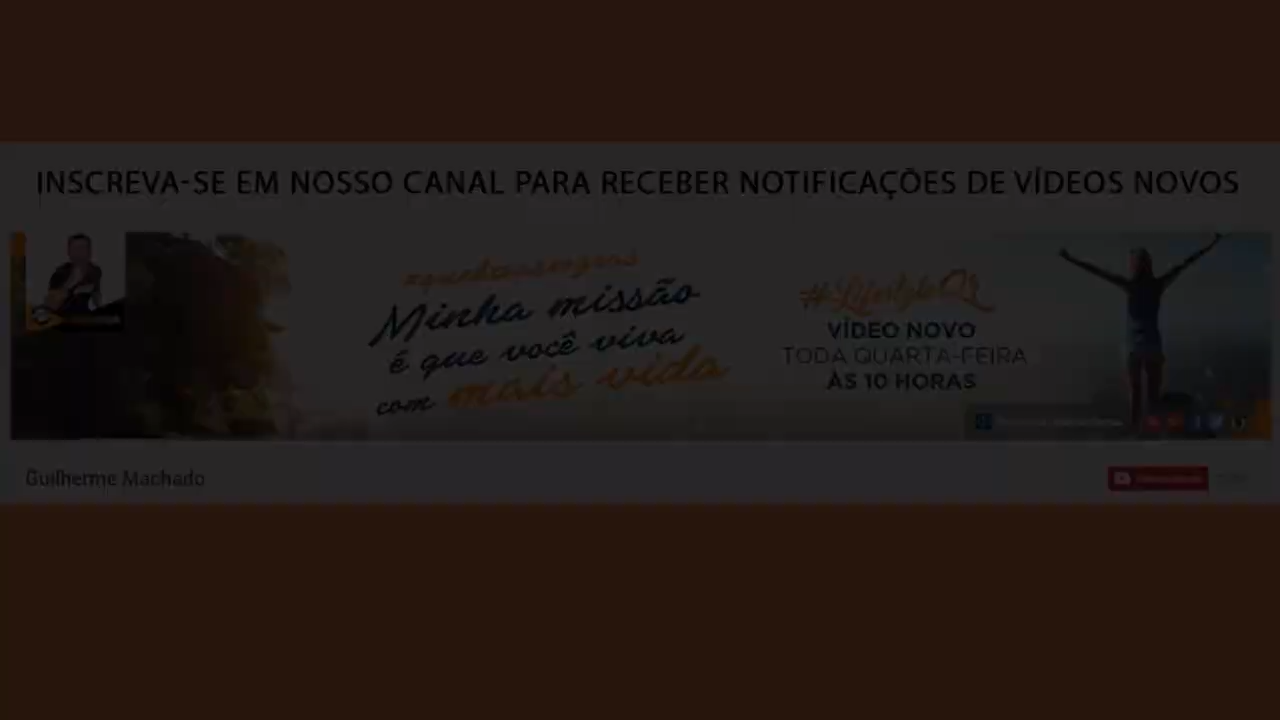 INSCREVA-SE EM NOSSO CANAL PARA RECEBER NOTIFICAÇÕES DE VÍDEOS NOVOS
Minha missão
é que você viva
com mais vida
#LifestyleQS
VÍDEO NOVO
TODA QUARTA-FEIRA
ÀS 10 HORAS
Guilherme Machado